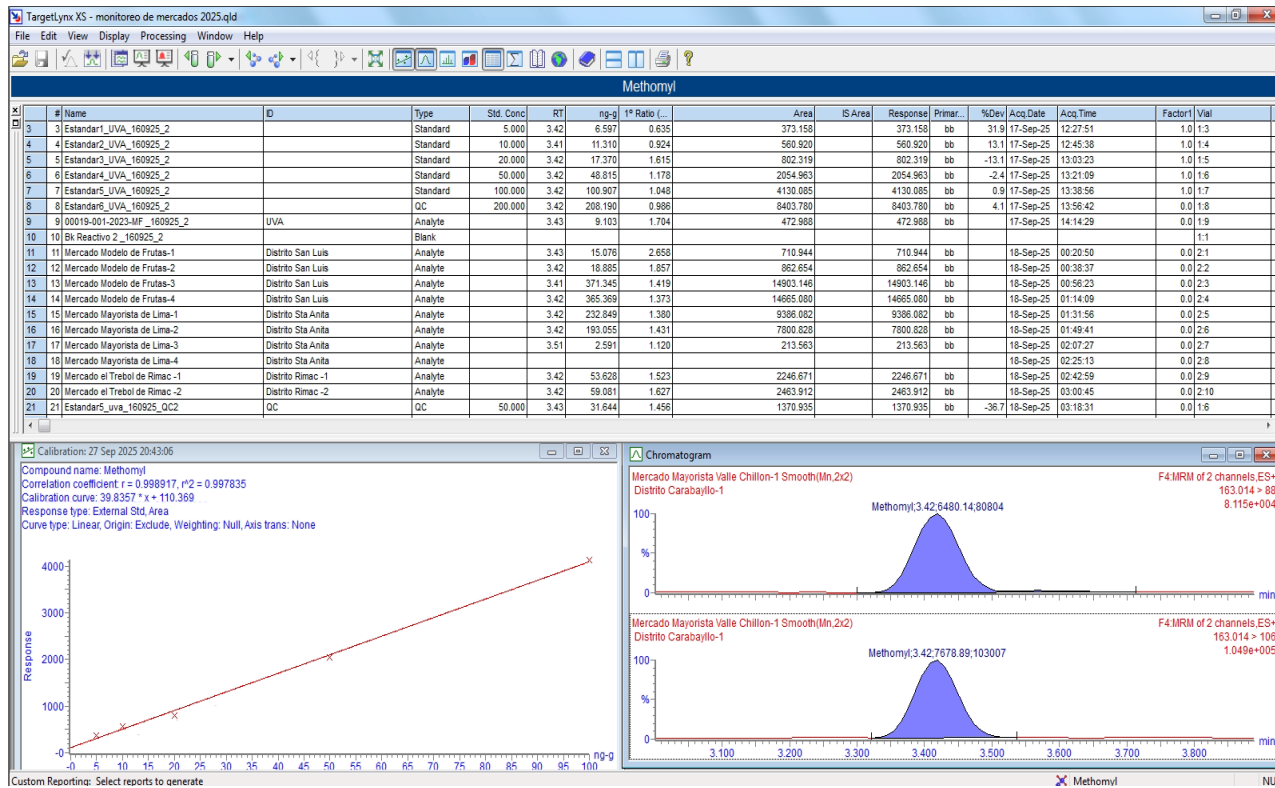 TargetLynx XS - monitoreo de mercados 2025.qld
File Edit View Display Processing Window Help
Methomyl
# Name ID Type Std. Conc RT ng-g 1º Ratio (... Area IS Area Response Primar... %Dev Acq.Date Acq.Time Factor1 Vial
3 3 Estandar1_UVA_160925_2 Standard 5.000 3.42 6.597 0.635 373.158 373.158 bb 31.9 17-Sep-25 12:27:51 1.0 1:3
4 4 Estandar2_UVA_160925_2 Standard 10.000 3.41 11.310 0.924 560.920 560.920 bb 13.1 17-Sep-25 12:45:38 1.0 1:4
5 5 Estandar3_UVA_160925_2 Standard 20.000 3.42 17.370 1.615 802.319 802.319 bb -13.1 17-Sep-25 13:03:23 1.0 1:5
6 6 Estandar4_UVA_160925_2 Standard 50.000 3.42 48.815 1.178 2054.963 2054.963 bb -2.4 17-Sep-25 13:21:09 1.0 1:6
7 7 Estandar5_UVA_160925_2 Standard 100.000 3.42 100.907 1.048 4130.085 4130.085 bb 0.9 17-Sep-25 13:38:56 1.0 1:7
8 8 Estandar6_UVA_160925_2 QC 200.000 3.42 208.190 0.986 8403.780 8403.780 bb 4.1 17-Sep-25 13:56:42 1.0 1:8
9 9 00019-001-2023-MF _160925_2 UVA Analyte 3.43 9.103 1.704 472.988 472.988 bb 17-Sep-25 14:14:29 0.0 1:9
10 10 Bk Reactivo 2 _160925_2 Blank 1:1
11 11 Mercado Modelo de Frutas-1 Distrito San Luis Analyte 3.43 15.076 2.658 710.944 710.944 bb 18-Sep-25 00:20:50 0.0 2:1
12 12 Mercado Modelo de Frutas-2 Distrito San Luis Analyte 3.42 18.885 1.857 862.654 862.654 bb 18-Sep-25 00:38:37 0.0 2:2
13 13 Mercado Modelo de Frutas-3 Distrito San Luis Analyte 3.41 371.345 1.419 14903.146 14903.146 bb 18-Sep-25 00:56:23 0.0 2:3
14 14 Mercado Modelo de Frutas-4 Distrito San Luis Analyte 3.42 365.369 1.373 14665.080 14665.080 bb 18-Sep-25 01:14:09 0.0 2:4
15 15 Mercado Mayorista de Lima-1 Distrito Sta Anita Analyte 3.42 232.849 1.380 9386.082 9386.082 bb 18-Sep-25 01:31:56 0.0 2:5
16 16 Mercado Mayorista de Lima-2 Distrito Sta Anita Analyte 3.42 193.055 1.431 7800.828 7800.828 bb 18-Sep-25 01:49:41 0.0 2:6
17 17 Mercado Mayorista de Lima-3 Distrito Sta Anita Analyte 3.51 2.591 1.120 213.563 213.563 bb 18-Sep-25 02:07:27 0.0 2:7
18 18 Mercado Mayorista de Lima-4 Distrito Sta Anita Analyte 18-Sep-25 02:25:13 0.0 2:8
19 19 Mercado el Trebol de Rimac -1 Distrito Rimac -1 Analyte 3.42 53.628 1.523 2246.671 2246.671 bb 18-Sep-25 02:42:59 0.0 2:9
20 20 Mercado el Trebol de Rimac -2 Distrito Rimac -2 Analyte 3.42 59.081 1.627 2463.912 2463.912 bb 18-Sep-25 03:00:45 0.0 2:10
21 21 Estandar5_uva_160925_QC2 QC QC 50.000 3.43 31.644 1.456 1370.935 1370.935 bb -36.7 18-Sep-25 03:18:31 0.0 1:6
Calibration: 27 Sep 2025 20:43:06
Compound name: Methomyl
Correlation coefficient: r = 0.998917, r^2 = 0.997835
Calibration curve: 39.8357 * x + 110.369
Response type: External Std, Area
Curve type: Linear, Origin: Exclude, Weighting: Null, Axis trans: None
Response
4000
3000
2000
1000
-0
-0 5 10 15 20 25 30 35 40 45 50 55 60 65 70 75 80 85 90 95 100
ng-g
Chromatogram
Mercado Mayorista Valle Chillon-1 Smooth(Mn,2x2)
Distrito Carabayllo-1
F4:MRM of 2 channels,ES+
163.014 > 88
8.115e+004
Methomyl;3.42;6480.14;80804
100
%
0
min
Mercado Mayorista Valle Chillon-1 Smooth(Mn,2x2)
Distrito Carabayllo-1
F4:MRM of 2 channels,ES+
163.014 > 106
1.049e+005
Methomyl;3.42;7678.89;103007
100
%
0
min
3.100 3.200 3.300 3.400 3.500 3.600 3.700 3.800
Custom Reporting: Select reports to generate
Methomyl
NU